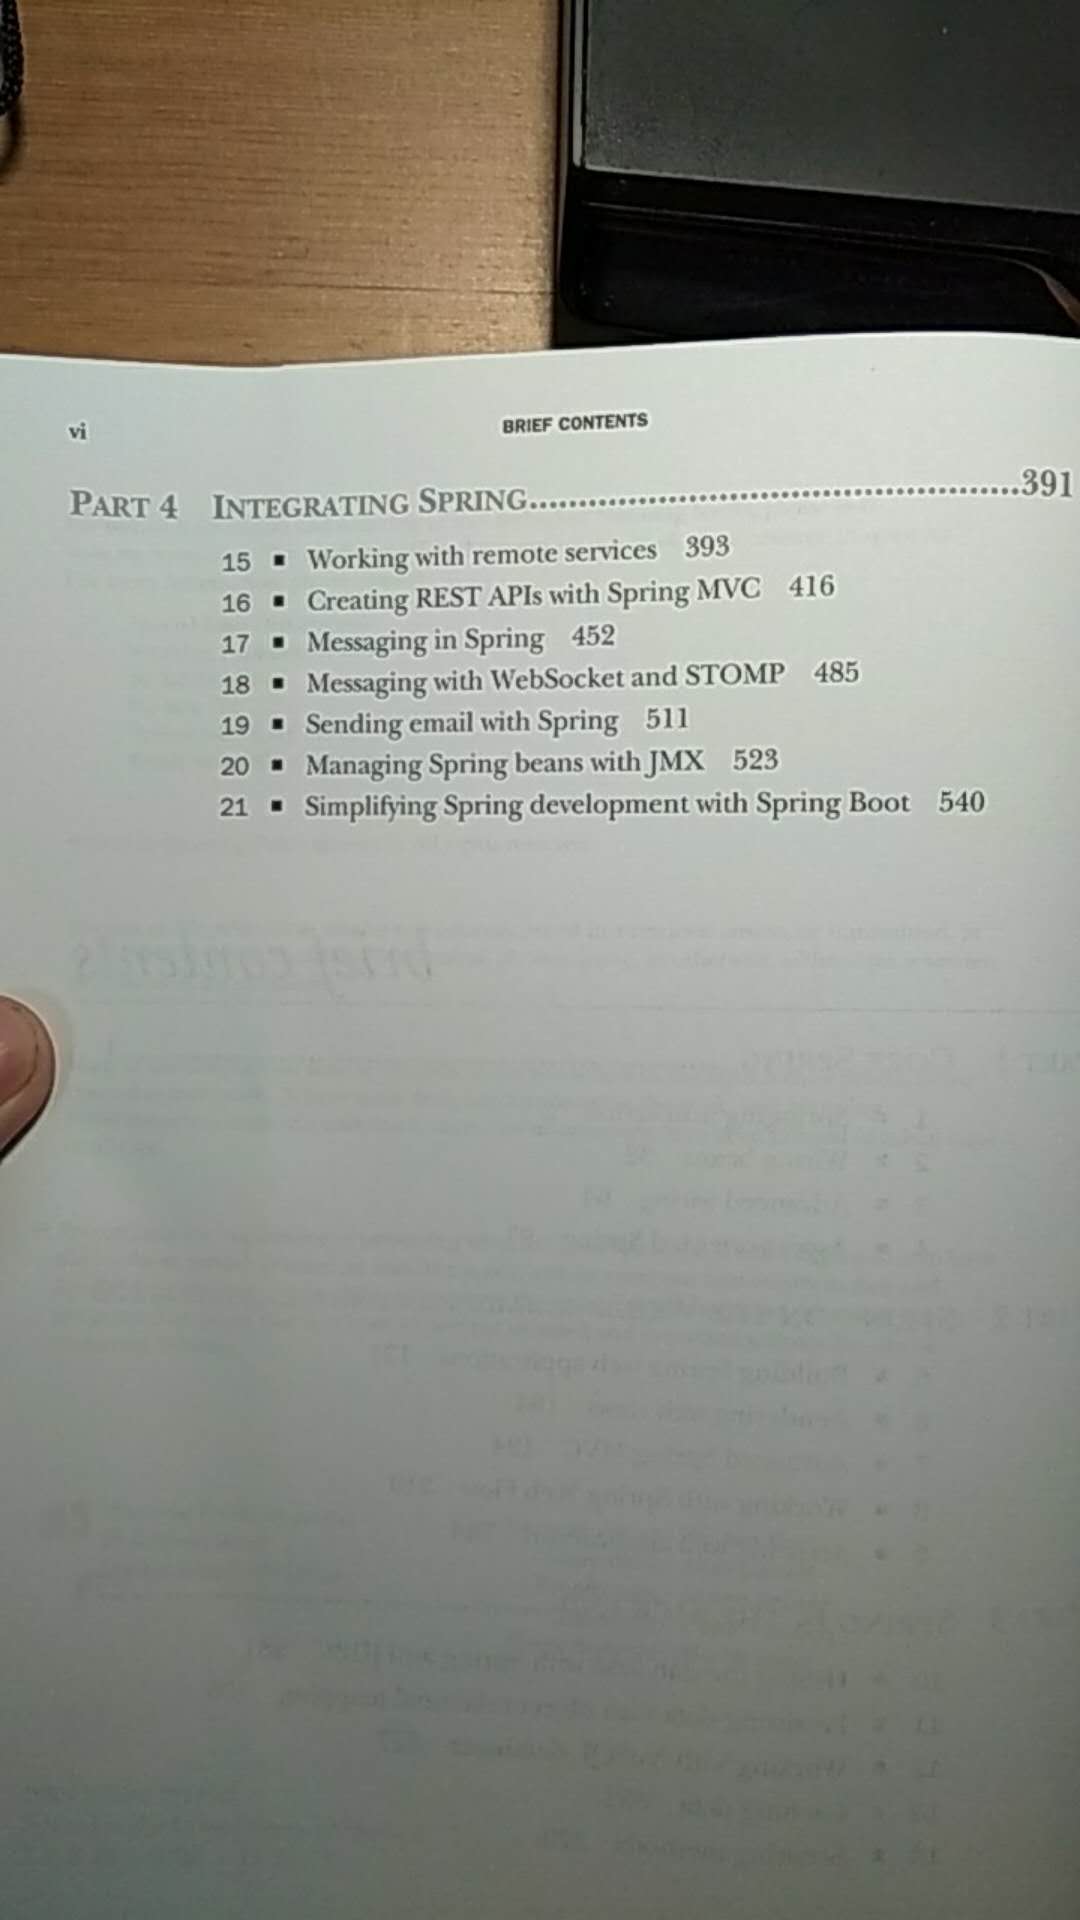 vi
BRIEF CONTENTS
PART 4 INTEGRATING SPRING.................................................391
15 ■ Working with remote services 393
16 ■ Creating REST APIs with Spring MVC 416
17 ■ Messaging in Spring 452
18 ■ Messaging with WebSocket and STOMP 485
19 ■ Sending email with Spring 511
20 ■ Managing Spring beans with JMX 523
21 ■ Simplifying Spring development with Spring Boot 540